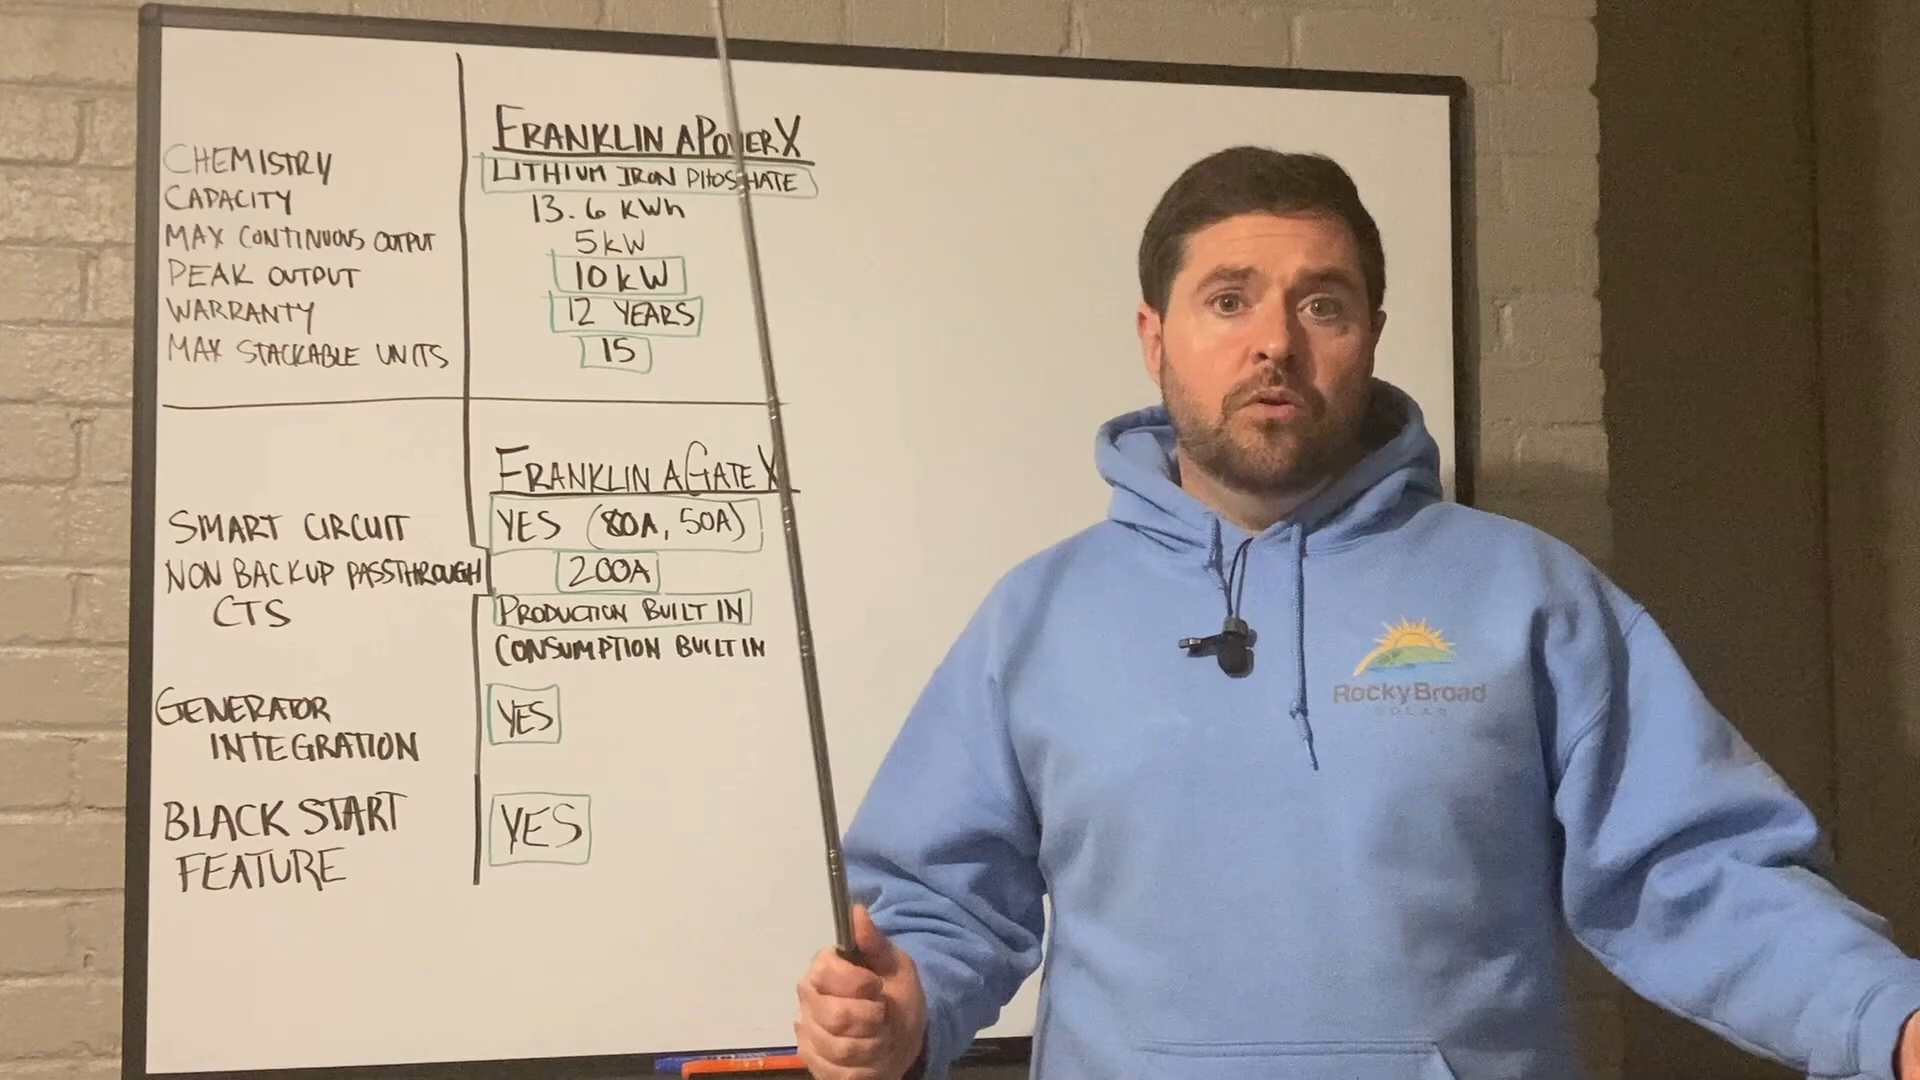 FRANKLIN APOWER X
CHEMISTRY LITHIUM IRON PHOSPHATE
CAPACITY 13.6 KWh
MAX CONTINUOUS OUTPUT 5KW
PEAK OUTPUT 10KW
WARRANTY 12 YEARS
MAX STACKABLE UNITS 15
FRANKLIN AGATE X
SMART CIRCUIT YES (80A, 50A)
NON BACKUP PASSTHROUGH 200A
CTS PRODUCTION BUILT IN
CONSUMPTION BUILT IN
GENERATOR YES
INTEGRATION
BLACK START YES
FEATURE
RockyBroad
SOLAR